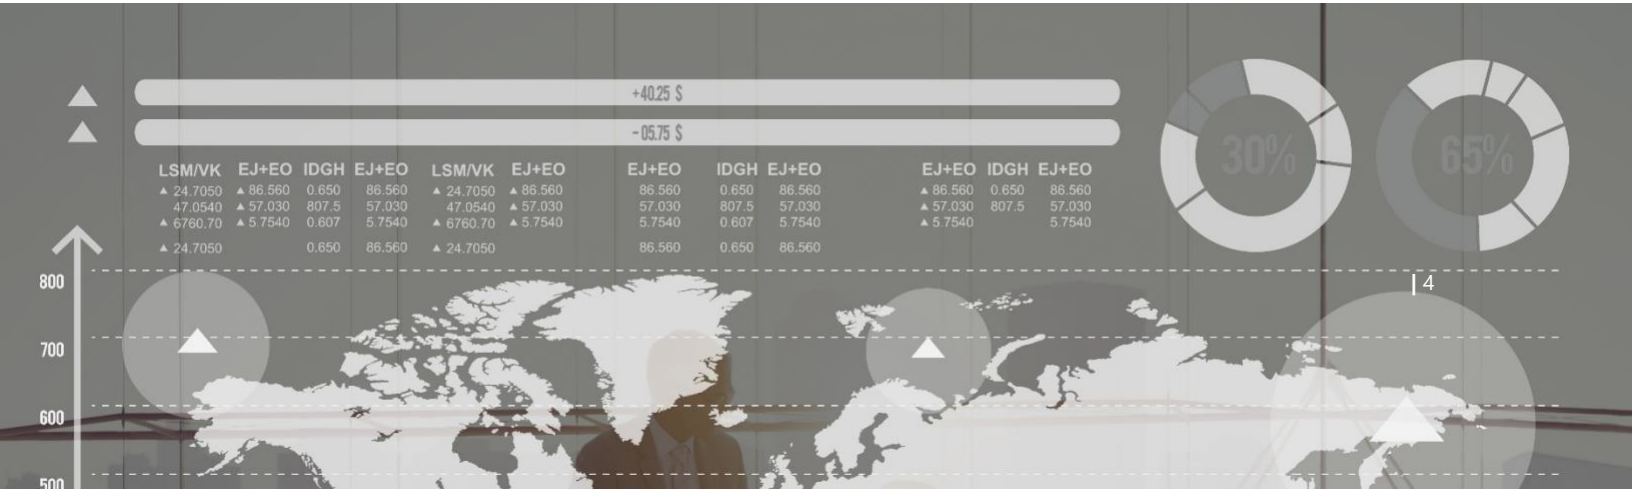 +40.25 $
- 05.75 $
30%
65%
LSM/VK EJ+EO IDGH EJ+EO LSM/VK EJ+EO EJ+EO IDGH EJ+EO EJ+EO IDGH EJ+EO
▲ 24.7050 ▲ 86.560 0.650 86.560 ▲ 24.7050 ▲ 86.560 86.560 0.650 86.560 ▲ 86.560 0.650 86.560
47.0540 ▲ 57.030 807.5 57.030 47.0540 ▲ 57.030 57.030 807.5 57.030 ▲ 57.030 807.5 57.030
▲ 6760.70 ▲ 5.7540 0.607 5.7540 ▲ 6760.70 ▲ 5.7540 5.7540 0.607 5.7540 ▲ 5.7540 5.7540
▲ 24.7050 0.650 86.560 ▲ 24.7050 86.560 0.650 86.560
800
| 4
700
600
500